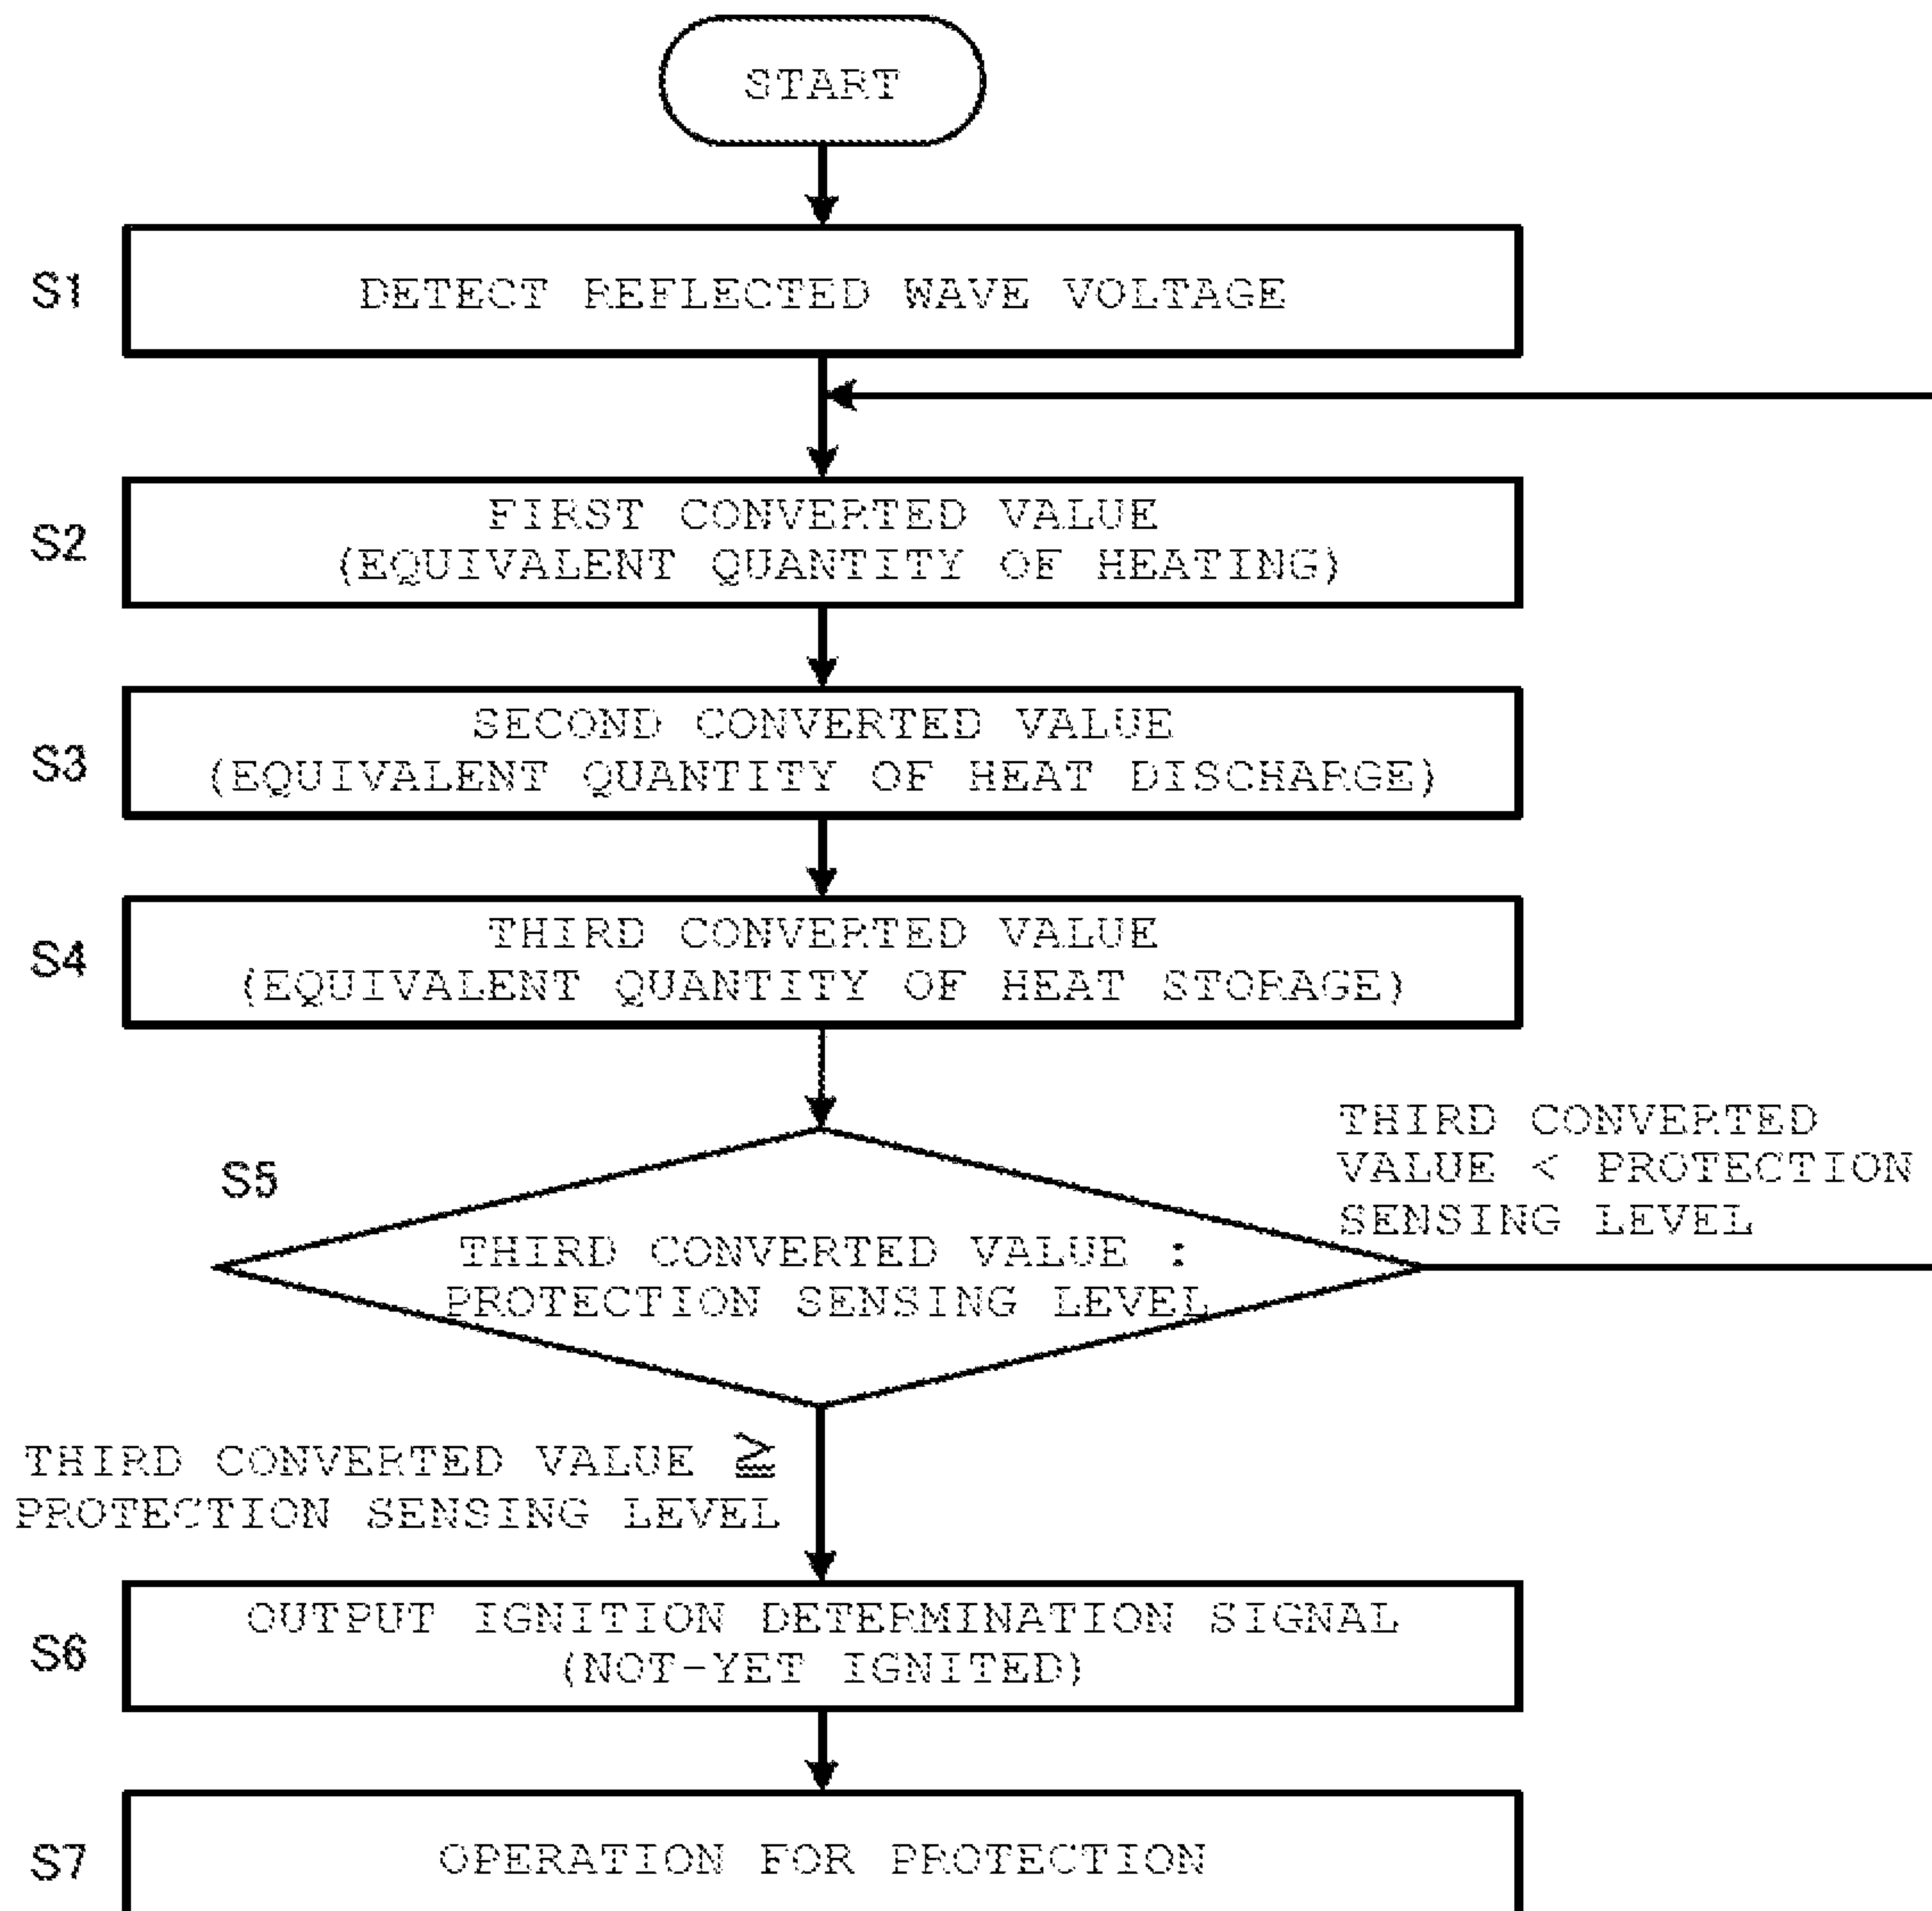 START
S1
DETECT REFLECTED WAVE VOLTAGE
S2
FIRST CONVERTED VALUE
(EQUIVALENT QUANTITY OF HEATING)
S3
SECOND CONVERTED VALUE
(EQUIVALENT QUANTITY OF HEAT DISCHARGE)
S4
THIRD CONVERTED VALUE
(EQUIVALENT QUANTITY OF HEAT STORAGE)
THIRD CONVERTED
VALUE < PROTECTION
SENSING LEVEL
S5
THIRD CONVERTED VALUE :
PROTECTION SENSING LEVEL
THIRD CONVERTED VALUE ≧
PROTECTION SENSING LEVEL
S6
OUTPUT IGNITION DETERMINATION SIGNAL
(NOT-YET IGNITED)
S7
OPERATION FOR PROTECTION